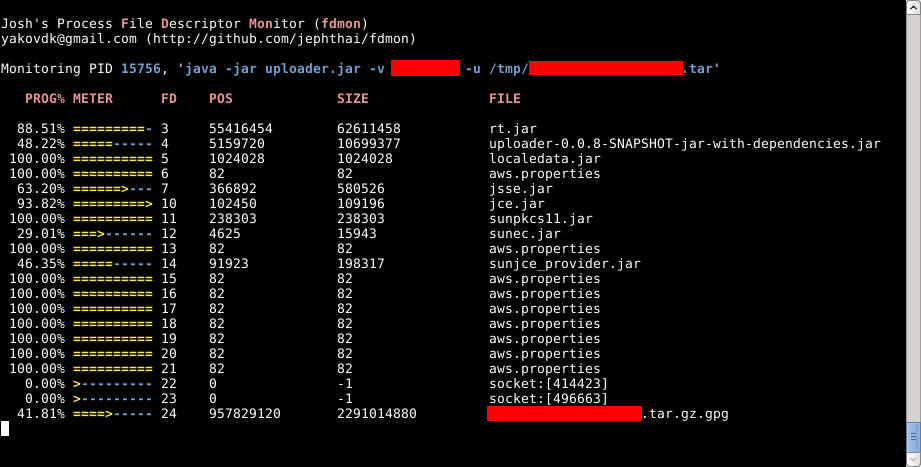 Josh's Process File Descriptor Monitor (fdmon)
yakovdk@gmail.com (http://github.com/jephthai/fdmon)
Monitoring PID 15756, 'java -jar uploader.jar -v -u /tmp/ .tar'
PROG% METER FD POS SIZE FILE
88.51% =========- 3 55416454 62611458 rt.jar
48.22% =====----- 4 5159720 10699377 uploader-0.0.8-SNAPSHOT-jar-with-dependencies.jar
100.00% ========== 5 1024028 1024028 localedata.jar
100.00% ========== 6 82 82 aws.properties
63.20% ======>--- 7 366892 580526 jsse.jar
93.82% =========> 10 102450 109196 jce.jar
100.00% ========== 11 238303 238303 sunpkcs11.jar
29.01% ===>------ 12 4625 15943 sunec.jar
100.00% ========== 13 82 82 aws.properties
46.35% =====----- 14 91923 198317 sunjce_provider.jar
100.00% ========== 15 82 82 aws.properties
100.00% ========== 16 82 82 aws.properties
100.00% ========== 17 82 82 aws.properties
100.00% ========== 18 82 82 aws.properties
100.00% ========== 19 82 82 aws.properties
100.00% ========== 20 82 82 aws.properties
100.00% ========== 21 82 82 aws.properties
0.00% >--------- 22 0 -1 socket:[414423]
0.00% >--------- 23 0 -1 socket:[496663]
41.81% ====>----- 24 957829120 2291014880 .tar.gz.gpg